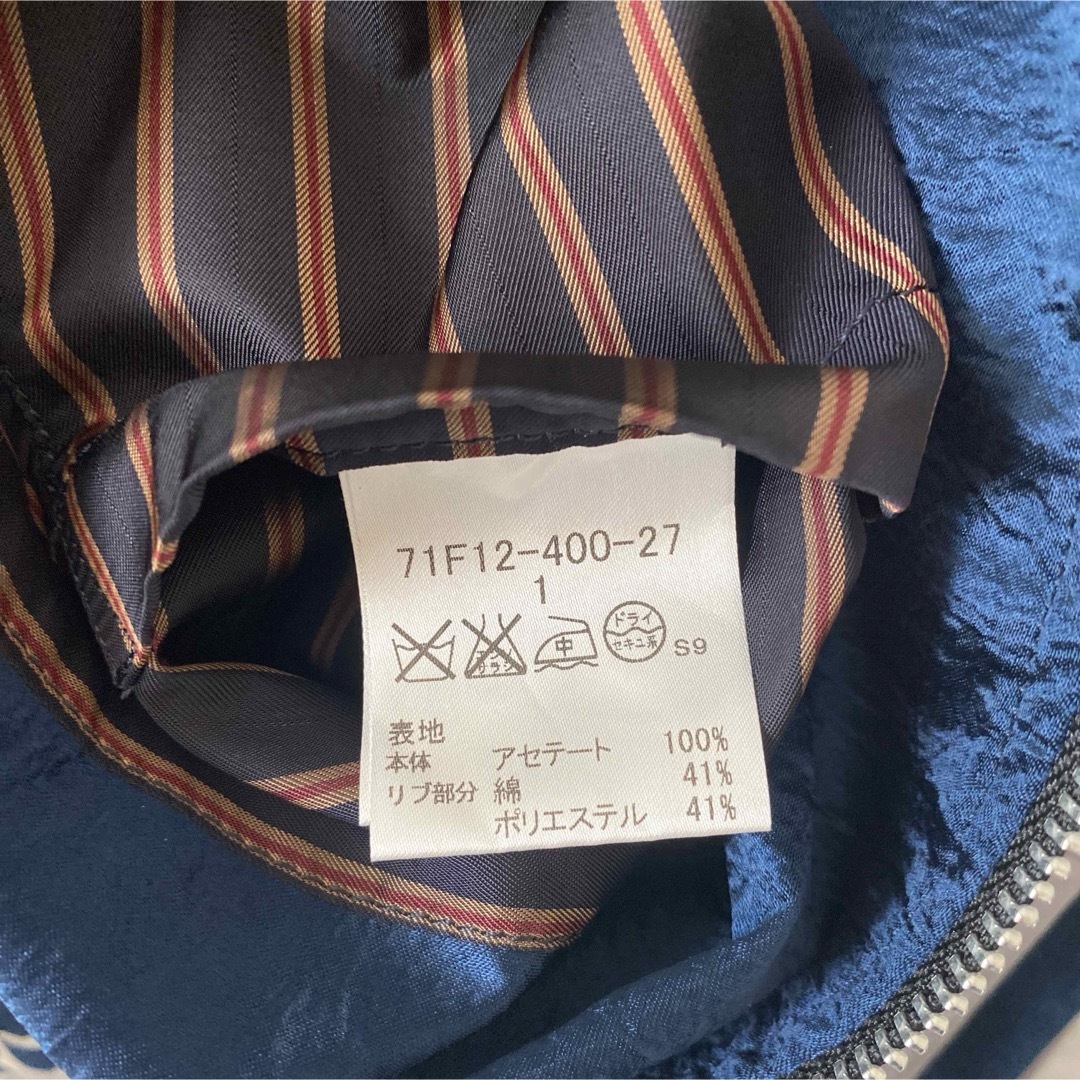 71F12-400-27
1
中 ドライ
セキユ系 S9
表地
本体 アセテート 100%
リブ部分 綿 41%
ポリエステル 41%